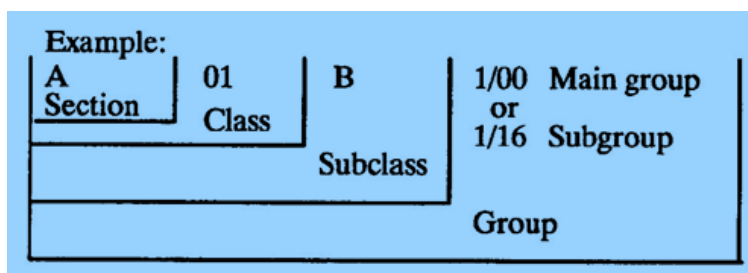 Example:
A 01 B 1/00 Main group
Section Class or
1/16 Subgroup
Subclass
Group